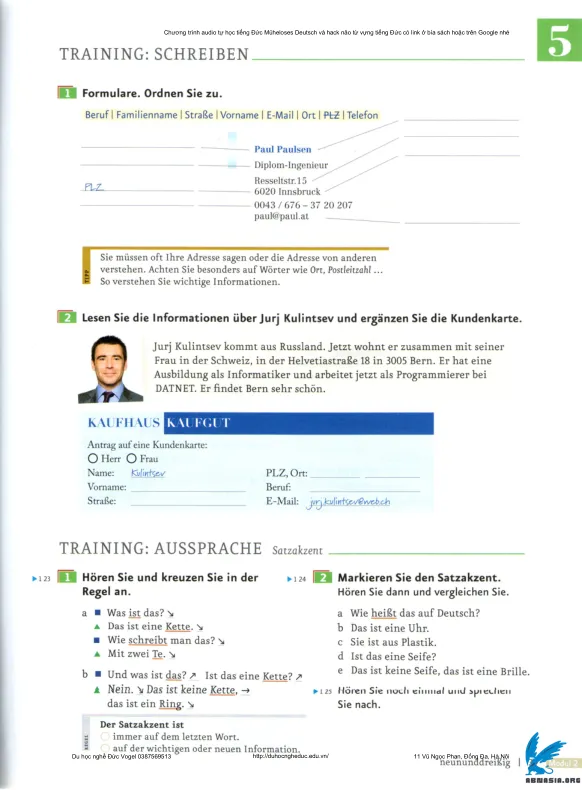 Chương trình audio tự học tiếng Đức Müheloses Deutsch và hack não từ vựng tiếng Đức có link ở bìa sách hoặc trên Google nhé
5
TRAINING: SCHREIBEN
1 Formulare. Ordnen Sie zu.
Beruf | Familienname | Straße | Vorname | E-Mail | Ort | PLZ | Telefon
Paul Paulsen
Diplom-Ingenieur
Resseltstr.15
PLZ
6020 Innsbruck
0043 / 676 – 37 20 207
paul@paul.at
TIPP
Sie müssen oft Ihre Adresse sagen oder die Adresse von anderen
verstehen. Achten Sie besonders auf Wörter wie Ort, Postleitzahl ...
So verstehen Sie wichtige Informationen.
2 Lesen Sie die Informationen über Jurj Kulintsev und ergänzen Sie die Kundenkarte.
Jurj Kulintsev kommt aus Russland. Jetzt wohnt er zusammen mit seiner
Frau in der Schweiz, in der Helvetiastraße 18 in 3005 Bern. Er hat eine
Ausbildung als Informatiker und arbeitet jetzt als Programmierer bei
DATNET. Er findet Bern sehr schön.
KAUFHAUS KAUFGUT
Antrag auf eine Kundenkarte:
Herr Frau
Name: Kulintsev PLZ, Ort:
Vorname: Beruf:
Straße: E-Mail: jurj.kulintsev@web.ch
TRAINING: AUSSPRACHE Satzakzent
▶ 1 23 1 Hören Sie und kreuzen Sie in der
Regel an.
a ■ Was ist das? ↘
▲ Das ist eine Kette. ↘
■ Wie schreibt man das? ↘
▲ Mit zwei Te. ↘
b ■ Und was ist das? ↗ Ist das eine Kette? ↗
▲ Nein. ↘ Das ist keine Kette, →
das ist ein Ring. ↘
REGEL
Der Satzakzent ist
immer auf dem letzten Wort.
auf der wichtigen oder neuen Information.
▶ 1 24 2 Markieren Sie den Satzakzent.
Hören Sie dann und vergleichen Sie.
a Wie heißt das auf Deutsch?
b Das ist eine Uhr.
c Sie ist aus Plastik.
d Ist das eine Seife?
e Das ist keine Seife, das ist eine Brille.
▶ 1 25 Hören Sie noch einmal und sprechen
Sie nach.
Du học nghề Đức Vogel 0387569513 http://duhocngheduc.edu.vn/ 11 Vũ Ngọc Phan, Đống Đa, Hà Nội
neununddreißig | Modul 2
ABMASIA.ORG